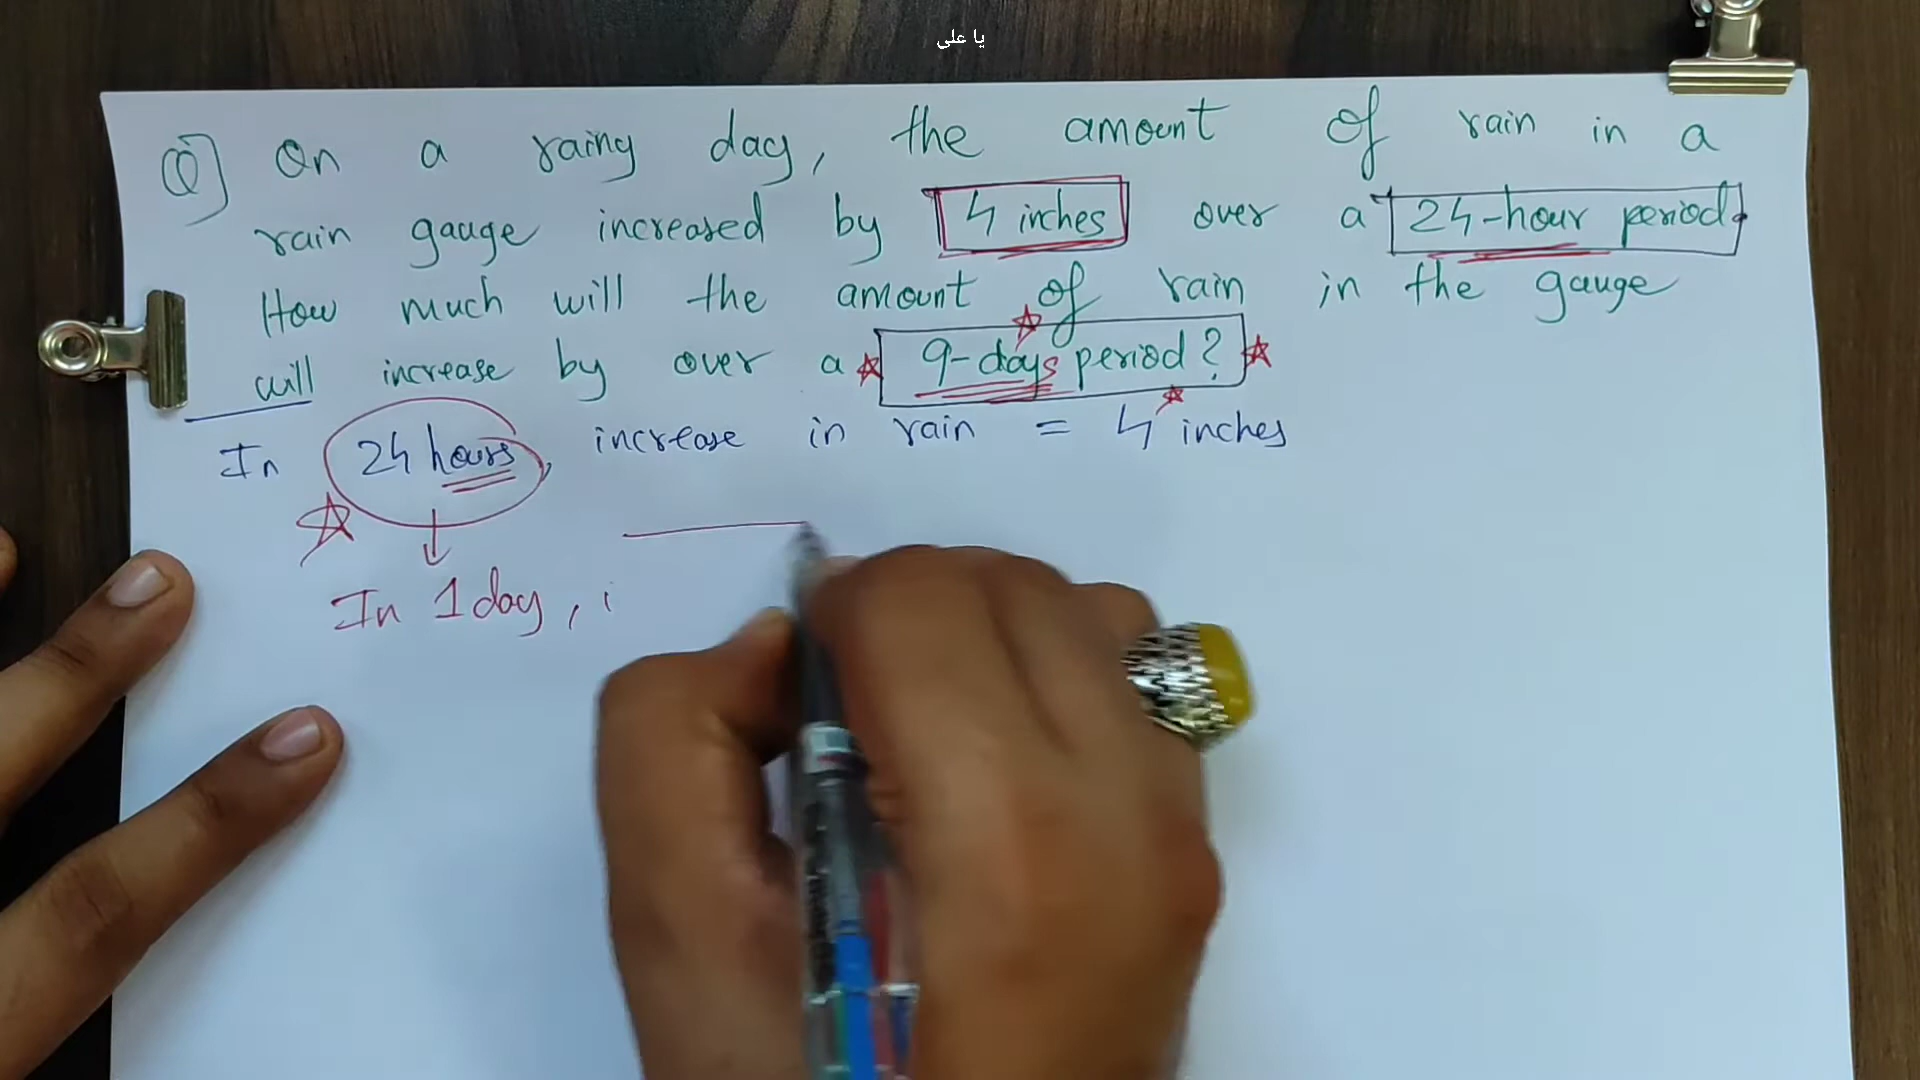 يا على
Q] On a rainy day, the amount of rain in a
rain gauge increased by 4 inches over a 24-hour period.
How much will the amount of rain in the gauge
will increase by over a 9-days period?
In 24 hours, increase in rain = 4 inches
In 1 day, i